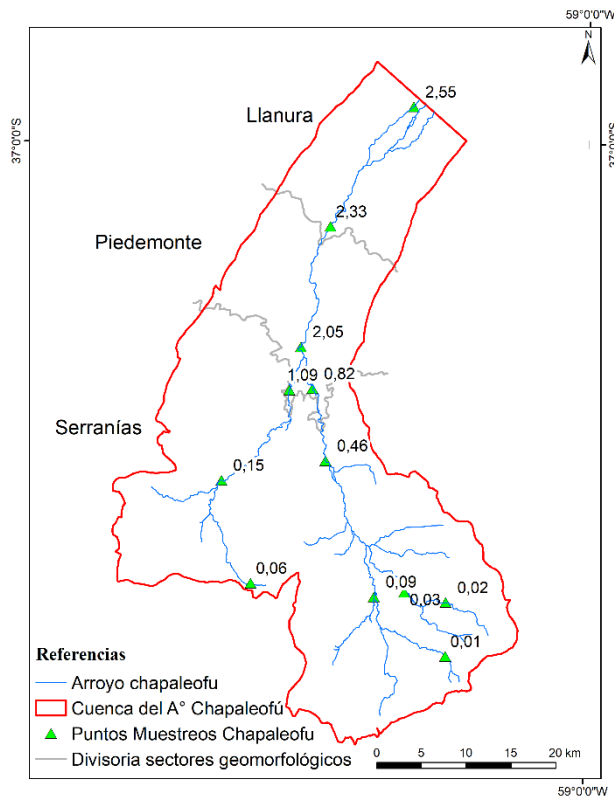 59°0'0"W
N
2,55
Llanura
37°0'0"S
37°0'0"S
2,33
Piedemonte
2,05
1,09
0,82
Serranías
0,46
0,15
0,06
0,09
0,02
0,03
0,01
Referencias
Arroyo chapaleofu
Cuenca del A° Chapaleofú
Puntos Muestreos Chapaleofu
Divisoria sectores geomorfológicos
0 5 10 15 20 km
59°0'0"W